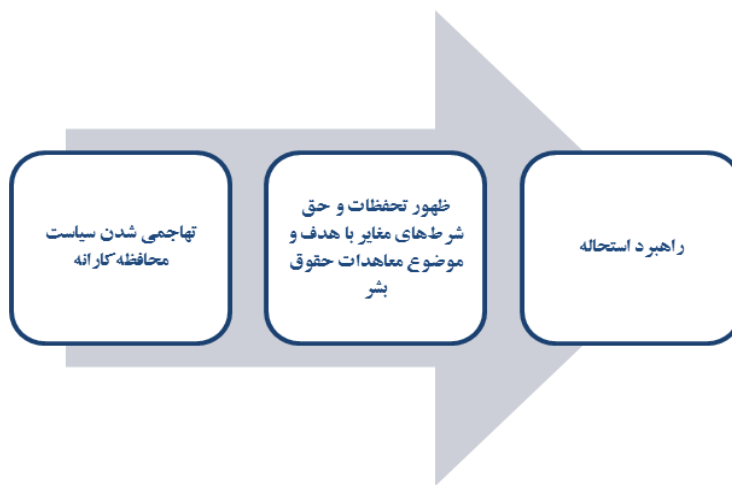 تهاجمی شدن سیاست
محافظه‌کارانه
ظهور تحفظات و حق
شرط‌های مغایر با هدف و
موضوع معاهدات حقوق
بشر
راهبرد استحاله